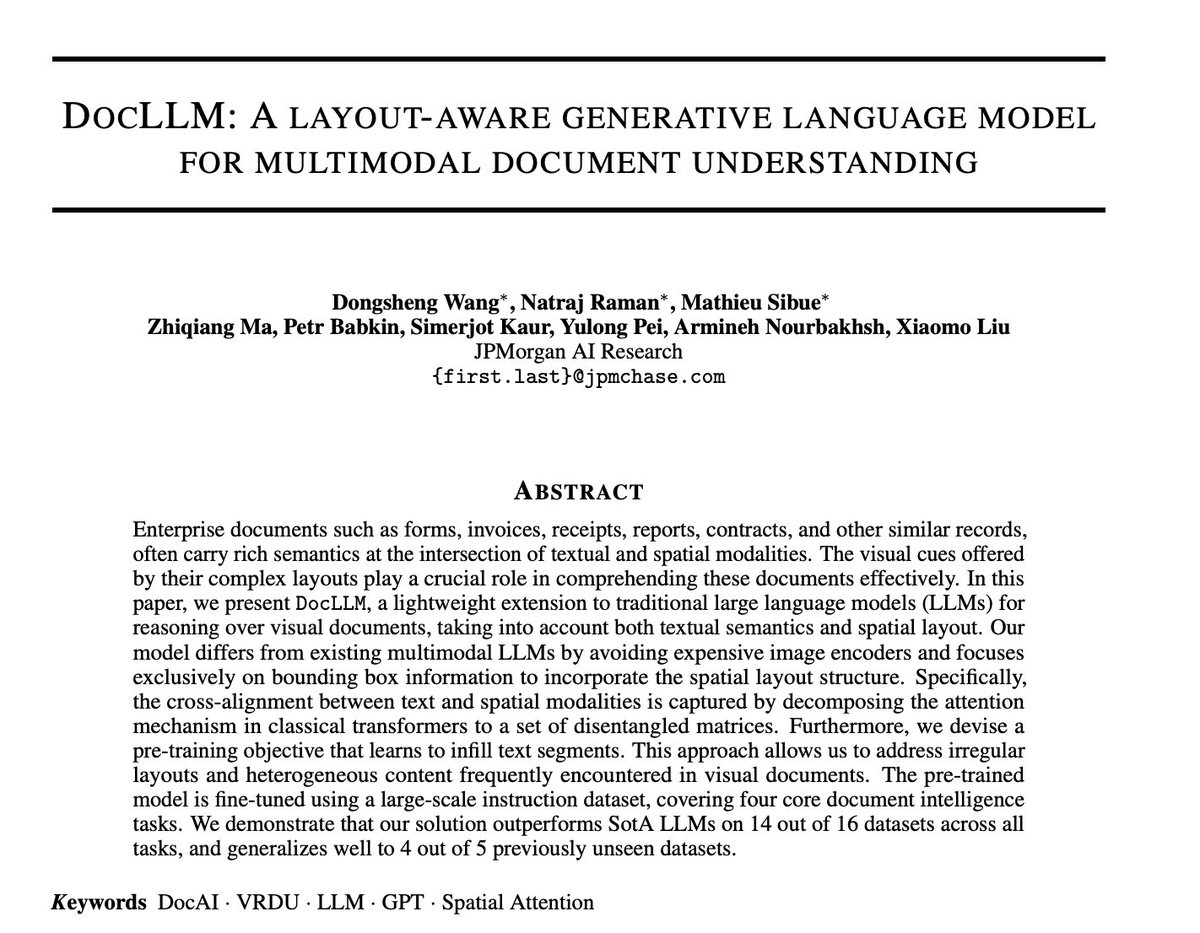 DOCLLM: A LAYOUT-AWARE GENERATIVE LANGUAGE MODEL
FOR MULTIMODAL DOCUMENT UNDERSTANDING
Dongsheng Wang*, Natraj Raman*, Mathieu Sibue*
Zhiqiang Ma, Petr Babkin, Simerjot Kaur, Yulong Pei, Armineh Nourbakhsh, Xiaomo Liu
JPMorgan AI Research
{first.last}@jpmchase.com
ABSTRACT
Enterprise documents such as forms, invoices, receipts, reports, contracts, and other similar records,
often carry rich semantics at the intersection of textual and spatial modalities. The visual cues offered
by their complex layouts play a crucial role in comprehending these documents effectively. In this
paper, we present DocLLM, a lightweight extension to traditional large language models (LLMs) for
reasoning over visual documents, taking into account both textual semantics and spatial layout. Our
model differs from existing multimodal LLMs by avoiding expensive image encoders and focuses
exclusively on bounding box information to incorporate the spatial layout structure. Specifically,
the cross-alignment between text and spatial modalities is captured by decomposing the attention
mechanism in classical transformers to a set of disentangled matrices. Furthermore, we devise a
pre-training objective that learns to infill text segments. This approach allows us to address irregular
layouts and heterogeneous content frequently encountered in visual documents. The pre-trained
model is fine-tuned using a large-scale instruction dataset, covering four core document intelligence
tasks. We demonstrate that our solution outperforms SotA LLMs on 14 out of 16 datasets across all
tasks, and generalizes well to 4 out of 5 previously unseen datasets.
Keywords DocAI · VRDU · LLM · GPT · Spatial Attention